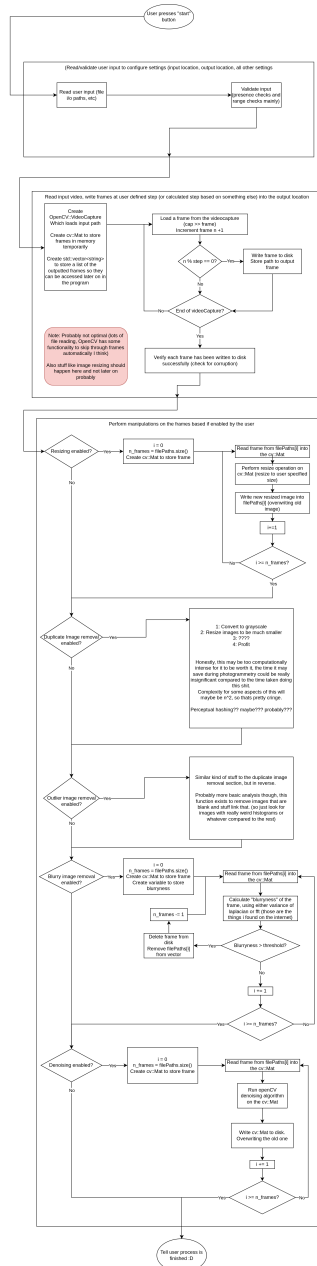 User presses "start"
button
(Read/validate user input to configure settings (input location, output location, all other settings
Read user input (file
i/o paths, etc)
Validate input
(presence checks and
range checks mainly)
Read input video, write frames at user defined step (or calculated step based on something else) into the output location
Create
OpenCV::VideoCapture
Which loads input path
Create cv::Mat to store
frames in memory
temporarily
Create std::vector<string>
to store a list of the
outputted frames so they
can be accessed later on in
the program
Load a frame from the videocapture
(cap >> frame)
Increment frame n +1
n % step == 0?
Yes
Write frame to disk
Store path to output
frame
No
End of videoCapture?
No
Yes
Verify each frame has been written to disk
successfully (check for corruption)
Note: Probably not optimal (lots of
file reading, OpenCV has some
functionality to skip through frames
automatically I think)
Also stuff like image resizing should
happen here and not later on
probably
Perform manipulations on the frames based if enabled by the user
Resizing enabled?
Yes
No
i = 0
n_frames = filePaths.size()
Create cv::Mat to store frame
Read frame from filePaths[i] into
the cv::Mat
Perform resize operation on
cv::Mat (resize to user specified
size)
Write new resized image into
filePaths[i] (overwriting old
image)
i+=1
i >= n_frames?
No
Yes
Duplicate Image removal
enabled?
Yes
No
1: Convert to grayscale
2: Resize images to be much smaller
3: ????
4: Profit
Honestly, this may be too computationally
intense for it to be worth it, the time it may
save during photogrammetry could be really
insignificant compared to the time taken doing
this shit.
Complexity for some aspects of this will
maybe be n^2, so thats pretty cringe.
Perceptual hashing?? maybe??? probably???
Outlier image removal
enabled?
Yes
No
Similar kind of stuff to the duplicate image
removal section, but in reverse.
Probably more basic analysis though, this
function exists to remove images that are
blank and stuff link that. (so just look for
images with really weird histograms or
whatever compared to the rest)
Blurry image removal
enabled?
Yes
No
i = 0
n_frames = filePaths.size()
Create cv::Mat to store frame
Create variable to store
blurryness
Read frame from filePaths[i] into
the cv::Mat
Calculate "blurryness" of the
frame, using either variance of
laplacian or fft (those are the
things i found on the internet)
n_frames -= 1
Delete frame from
disk
Remove filePaths[i]
from vector
Yes
Blurryness > threshold?
No
i += 1
i >= n_frames?
Yes
No
Denoising enabled?
Yes
No
i = 0
n_frames = filePaths.size()
Create cv::Mat to store frame
Read frame from filePaths[i] into
the cv::Mat
Run openCV
denoising algorithm
on the cv::Mat
Write cv::Mat to disk.
Overwriting the old one
i += 1
i >= n_frames?
Yes
No
Tell user process is
finished :D